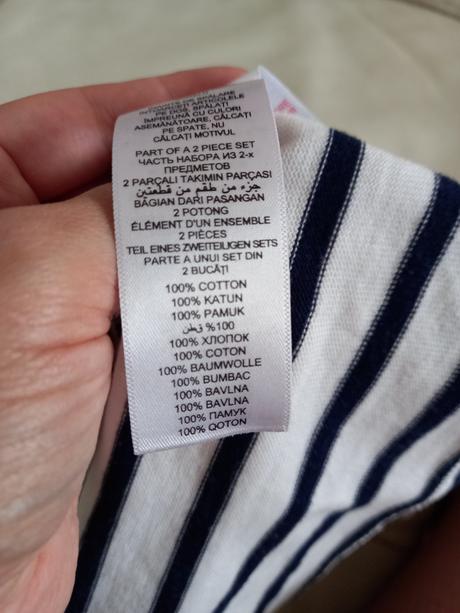 INTOARCEȚI ARTICOLELE
PE DOS, SPĂLAȚI
ÎMPREUNĂ CU CULORI
ASEMĂNĂTOARE, CĂLCAȚI
PE SPATE, NU
CĂLCAȚI MOTIVUL
PART OF A 2 PIECE SET
ЧАСТЬ НАБОРА ИЗ 2-х
ПРЕДМЕТОВ
2 PARÇALI TAKIMIN PARÇASI
جزء من طقم من قطعتين
BAGIAN DARI PASANGAN
2 POTONG
ÉLÉMENT D'UN ENSEMBLE
2 PIÈCES
TEIL EINES ZWEITEILIGEN SETS
PARTE A UNUI SET DIN
2 BUCĂȚI
100% COTTON
100% KATUN
100% PAMUK
100% قطن
100% ХЛОПОК
100% COTON
100% BAUMWOLLE
100% BUMBAC
100% BAVLNA
100% BAVLNA
100% ПАМУК
100% QOTON